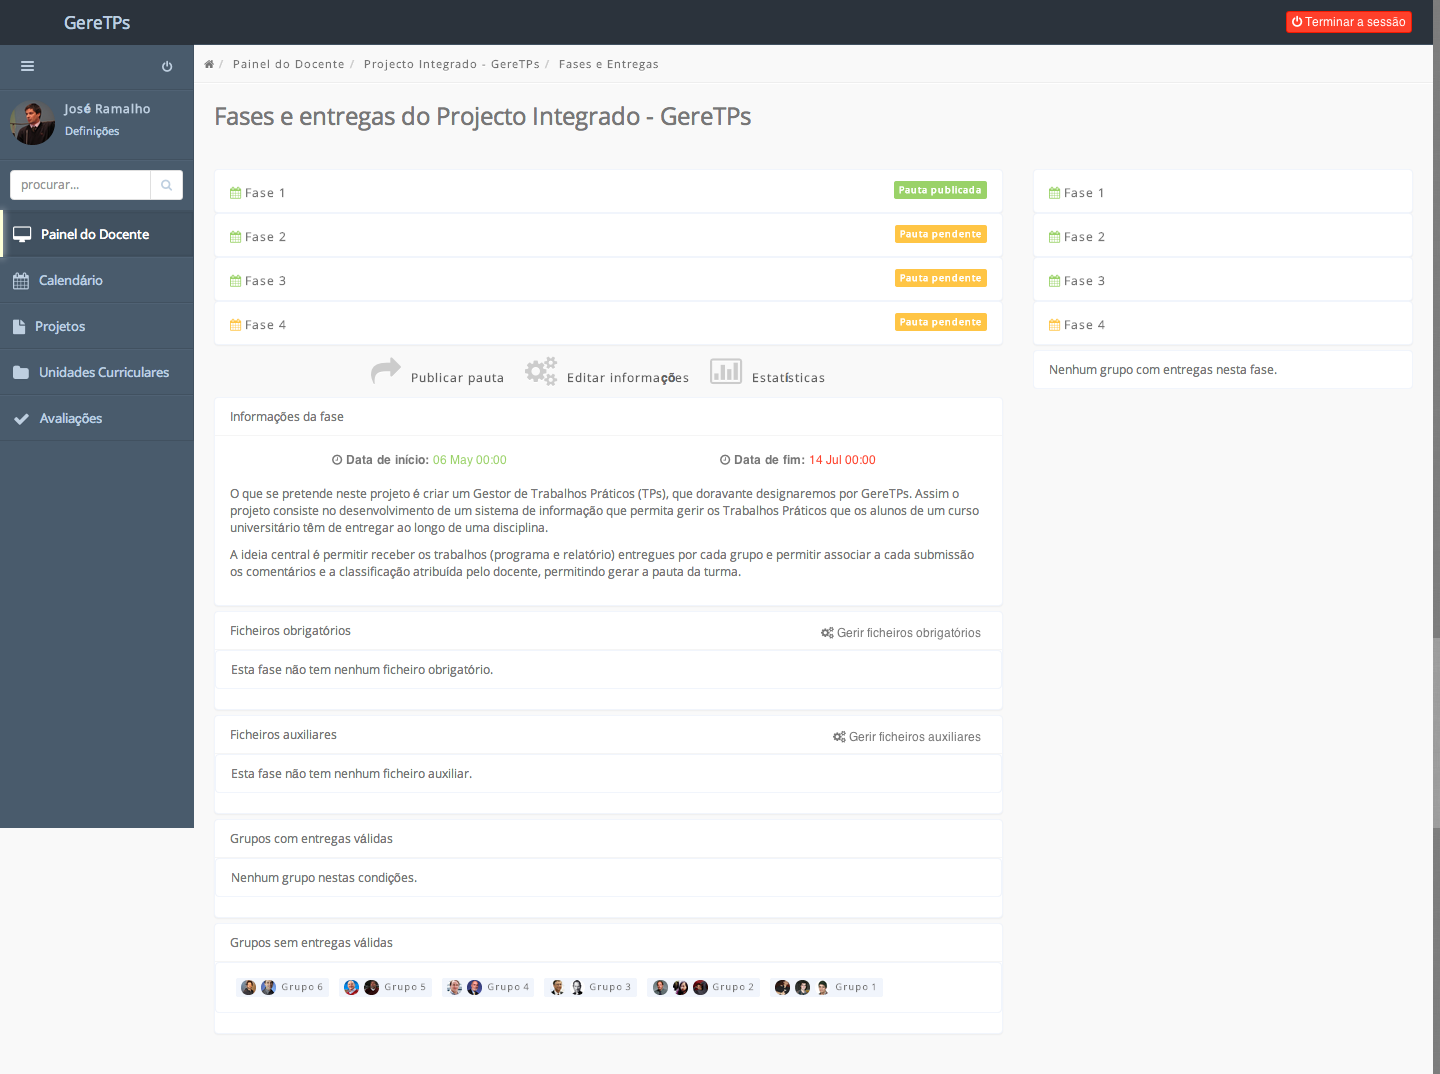 GereTPs
Terminar a sessão
/ Painel do Docente / Projecto Integrado - GereTPs / Fases e Entregas
José Ramalho
Definições
procurar...
Painel do Docente
Calendário
Projetos
Unidades Curriculares
Avaliações
Fases e entregas do Projecto Integrado - GereTPs
Fase 1 Pauta publicada
Fase 2 Pauta pendente
Fase 3 Pauta pendente
Fase 4 Pauta pendente
Publicar pauta Editar informações Estatísticas
Informações da fase
Data de início: 06 May 00:00 Data de fim: 14 Jul 00:00
O que se pretende neste projeto é criar um Gestor de Trabalhos Práticos (TPs), que doravante designaremos por GereTPs. Assim o
projeto consiste no desenvolvimento de um sistema de informação que permita gerir os Trabalhos Práticos que os alunos de um curso
universitário têm de entregar ao longo de uma disciplina.
A ideia central é permitir receber os trabalhos (programa e relatório) entregues por cada grupo e permitir associar a cada submissão
os comentários e a classificação atribuída pelo docente, permitindo gerar a pauta da turma.
Ficheiros obrigatórios Gerir ficheiros obrigatórios
Esta fase não tem nenhum ficheiro obrigatório.
Ficheiros auxiliares Gerir ficheiros auxiliares
Esta fase não tem nenhum ficheiro auxiliar.
Grupos com entregas válidas
Nenhum grupo nestas condições.
Grupos sem entregas válidas
Grupo 6 Grupo 5 Grupo 4 Grupo 3 Grupo 2 Grupo 1
Fase 1
Fase 2
Fase 3
Fase 4
Nenhum grupo com entregas nesta fase.